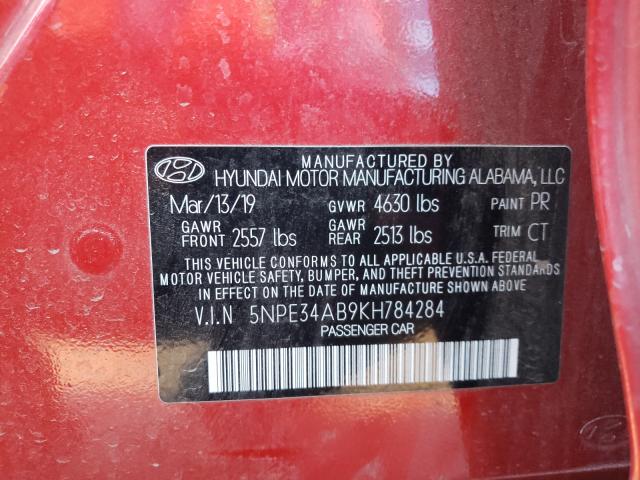 MANUFACTURED BY
HYUNDAI MOTOR MANUFACTURING ALABAMA, LLC
Mar/13/19 GVWR 4630 lbs PAINT PR
GAWR FRONT 2557 lbs GAWR REAR 2513 lbs TRIM CT
THIS VEHICLE CONFORMS TO ALL APPLICABLE U.S.A. FEDERAL
MOTOR VEHICLE SAFETY, BUMPER, AND THEFT PREVENTION STANDARDS
IN EFFECT ON THE DATE OF MANUFACTURE SHOWN ABOVE.
V.I.N 5NPE34AB9KH784284
PASSENGER CAR